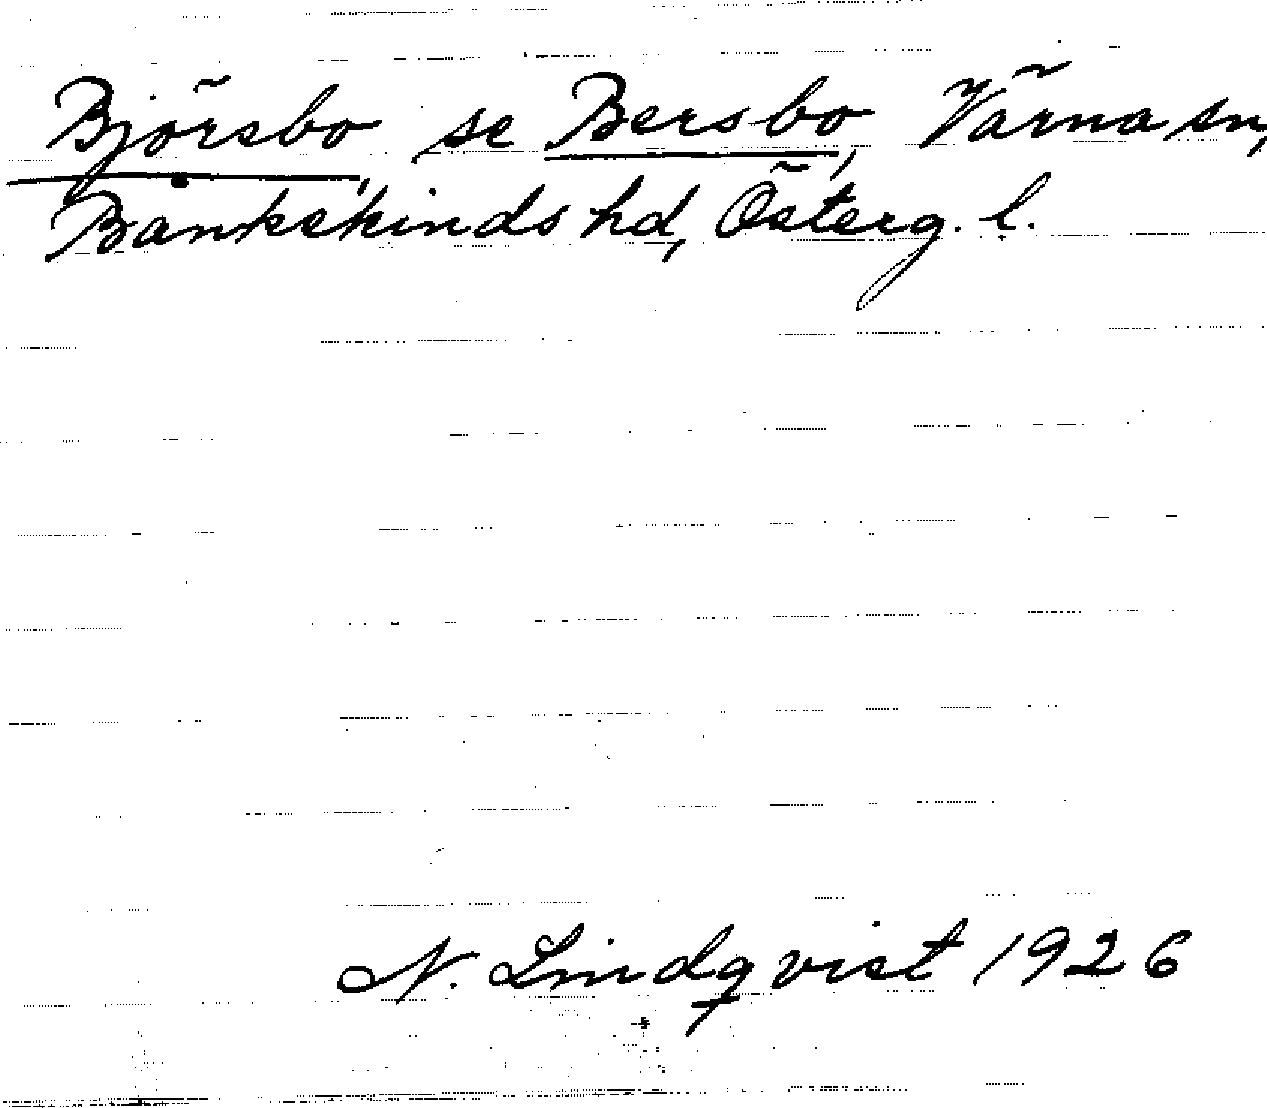 Björsbo, se Bersbo, Värna sn,
Bankekinds hd, Österg. l.
N. Lindqvist 1926